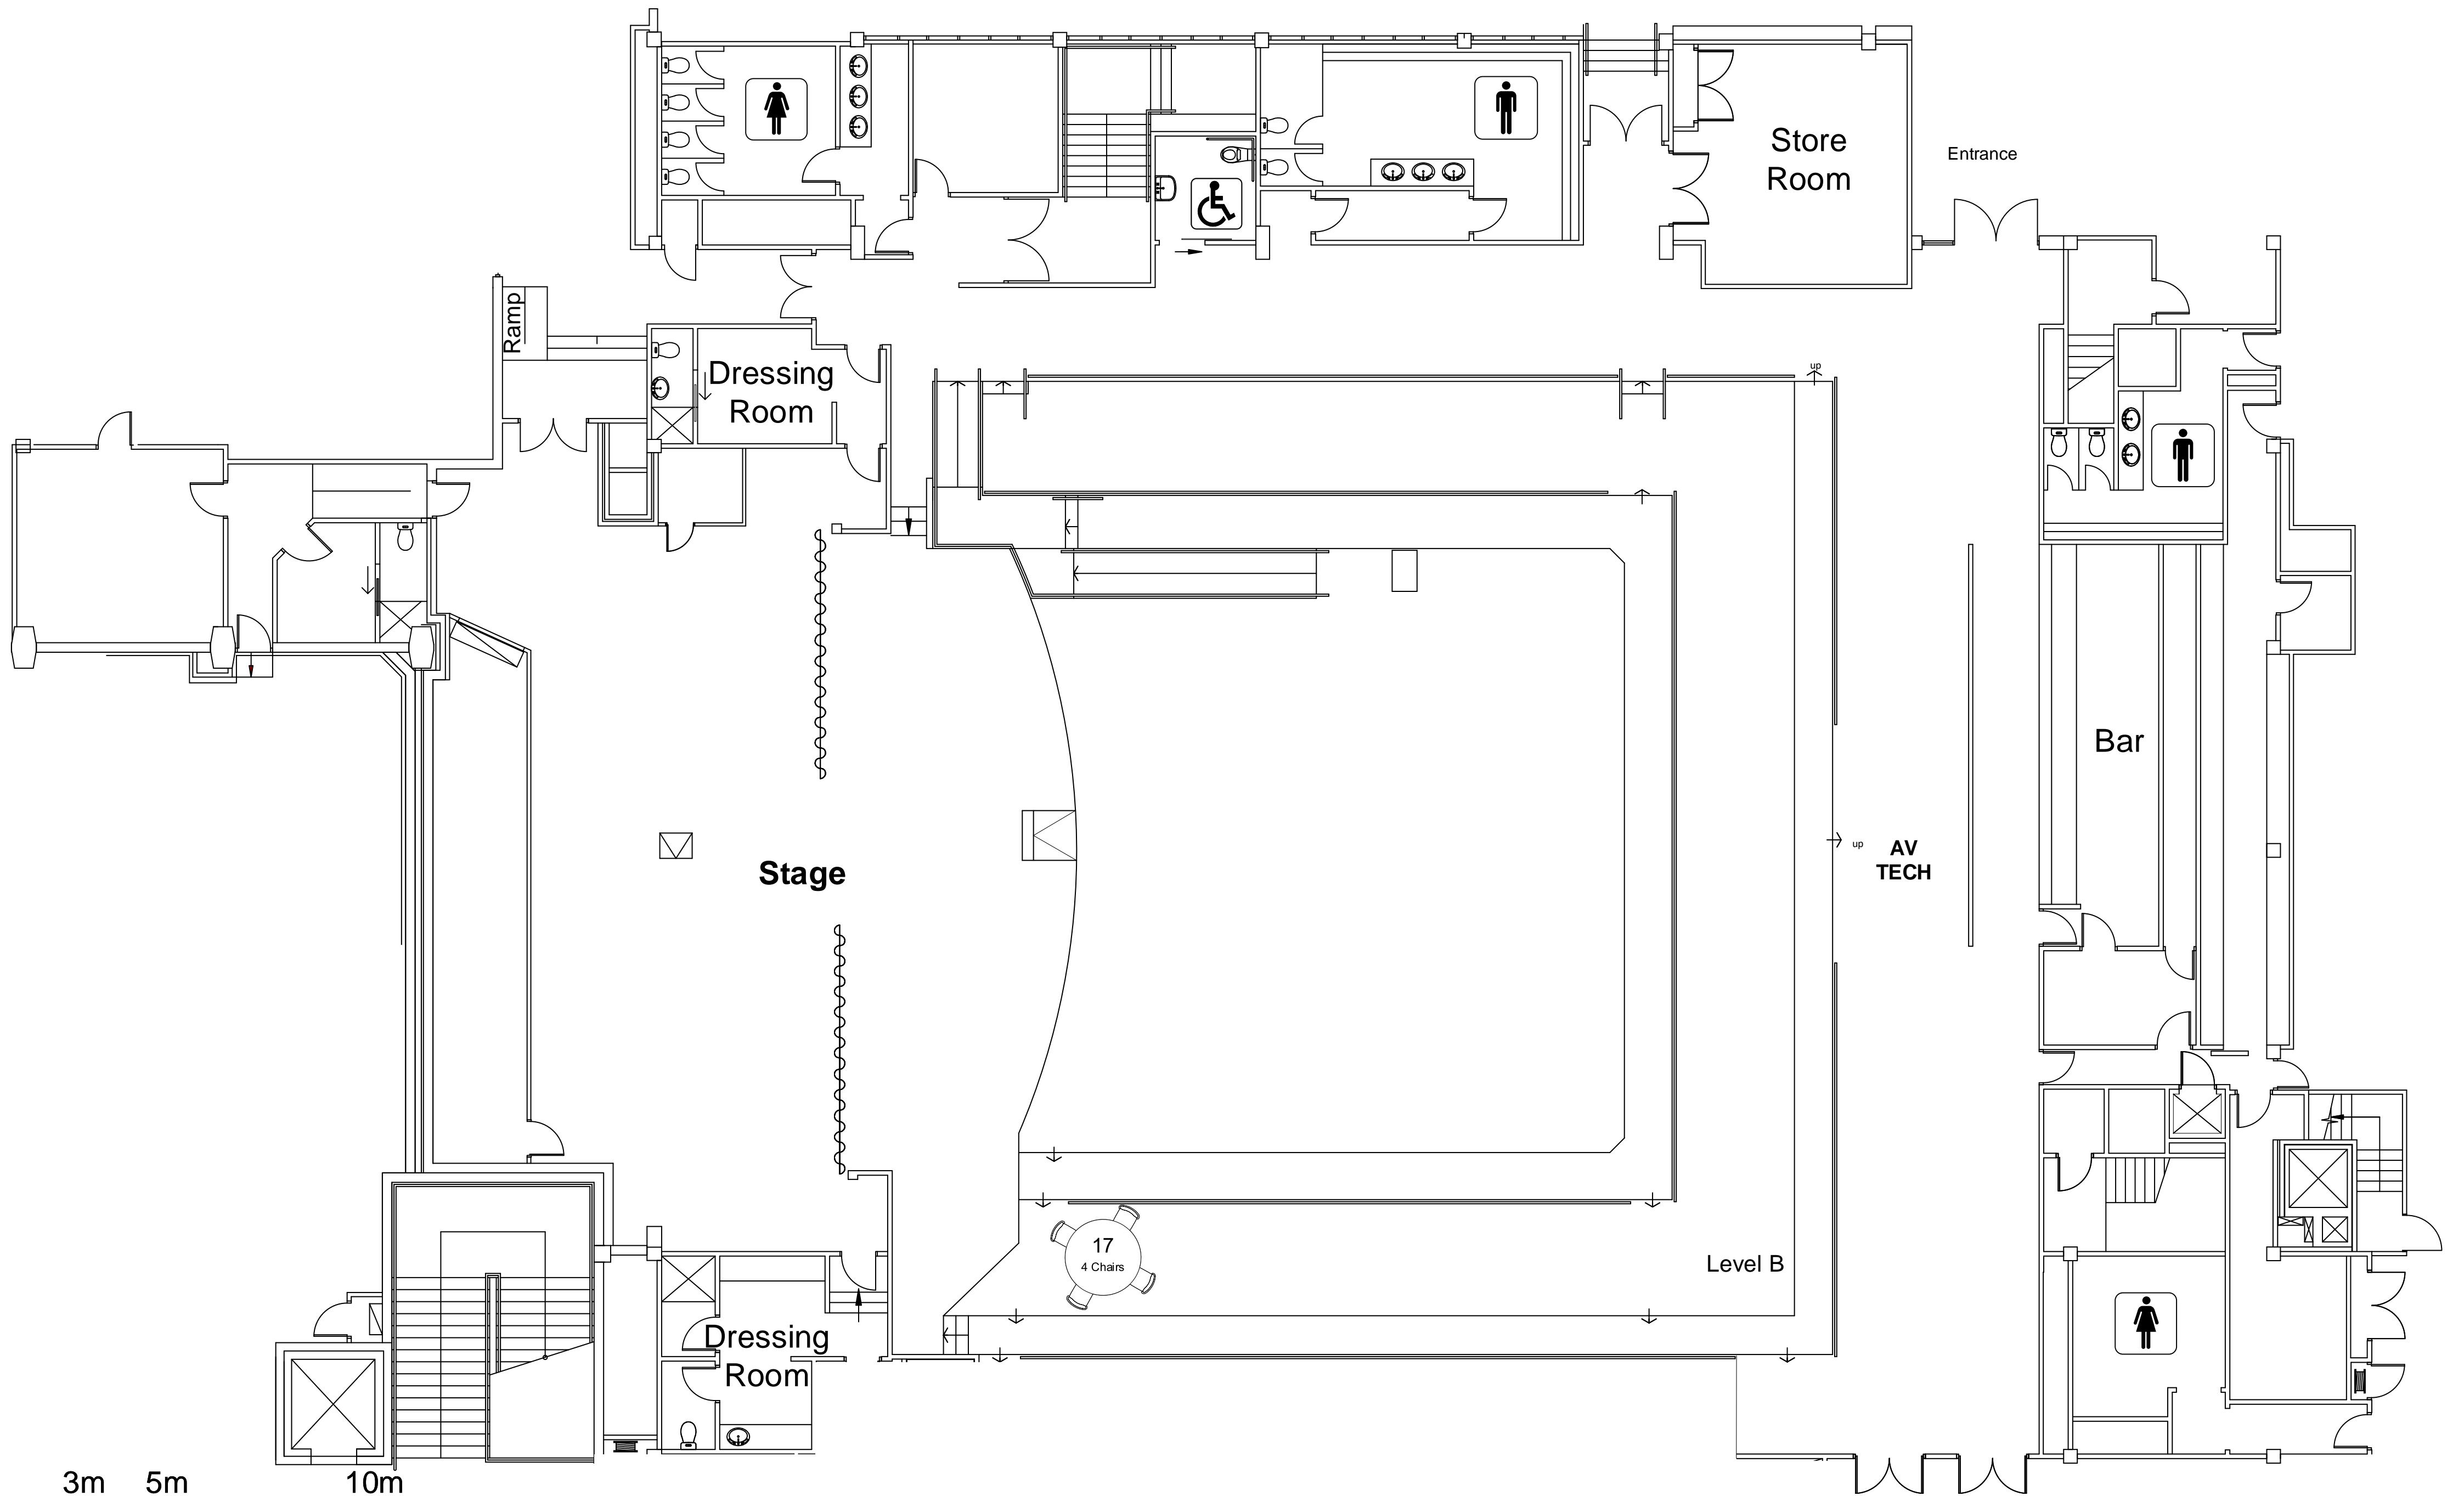 Store
Room
Entrance
Ramp
Dressing
Room
up
Bar
Stage
up
AV
TECH
17
4 Chairs
Level B
Dressing
Room
3m 5m 10m